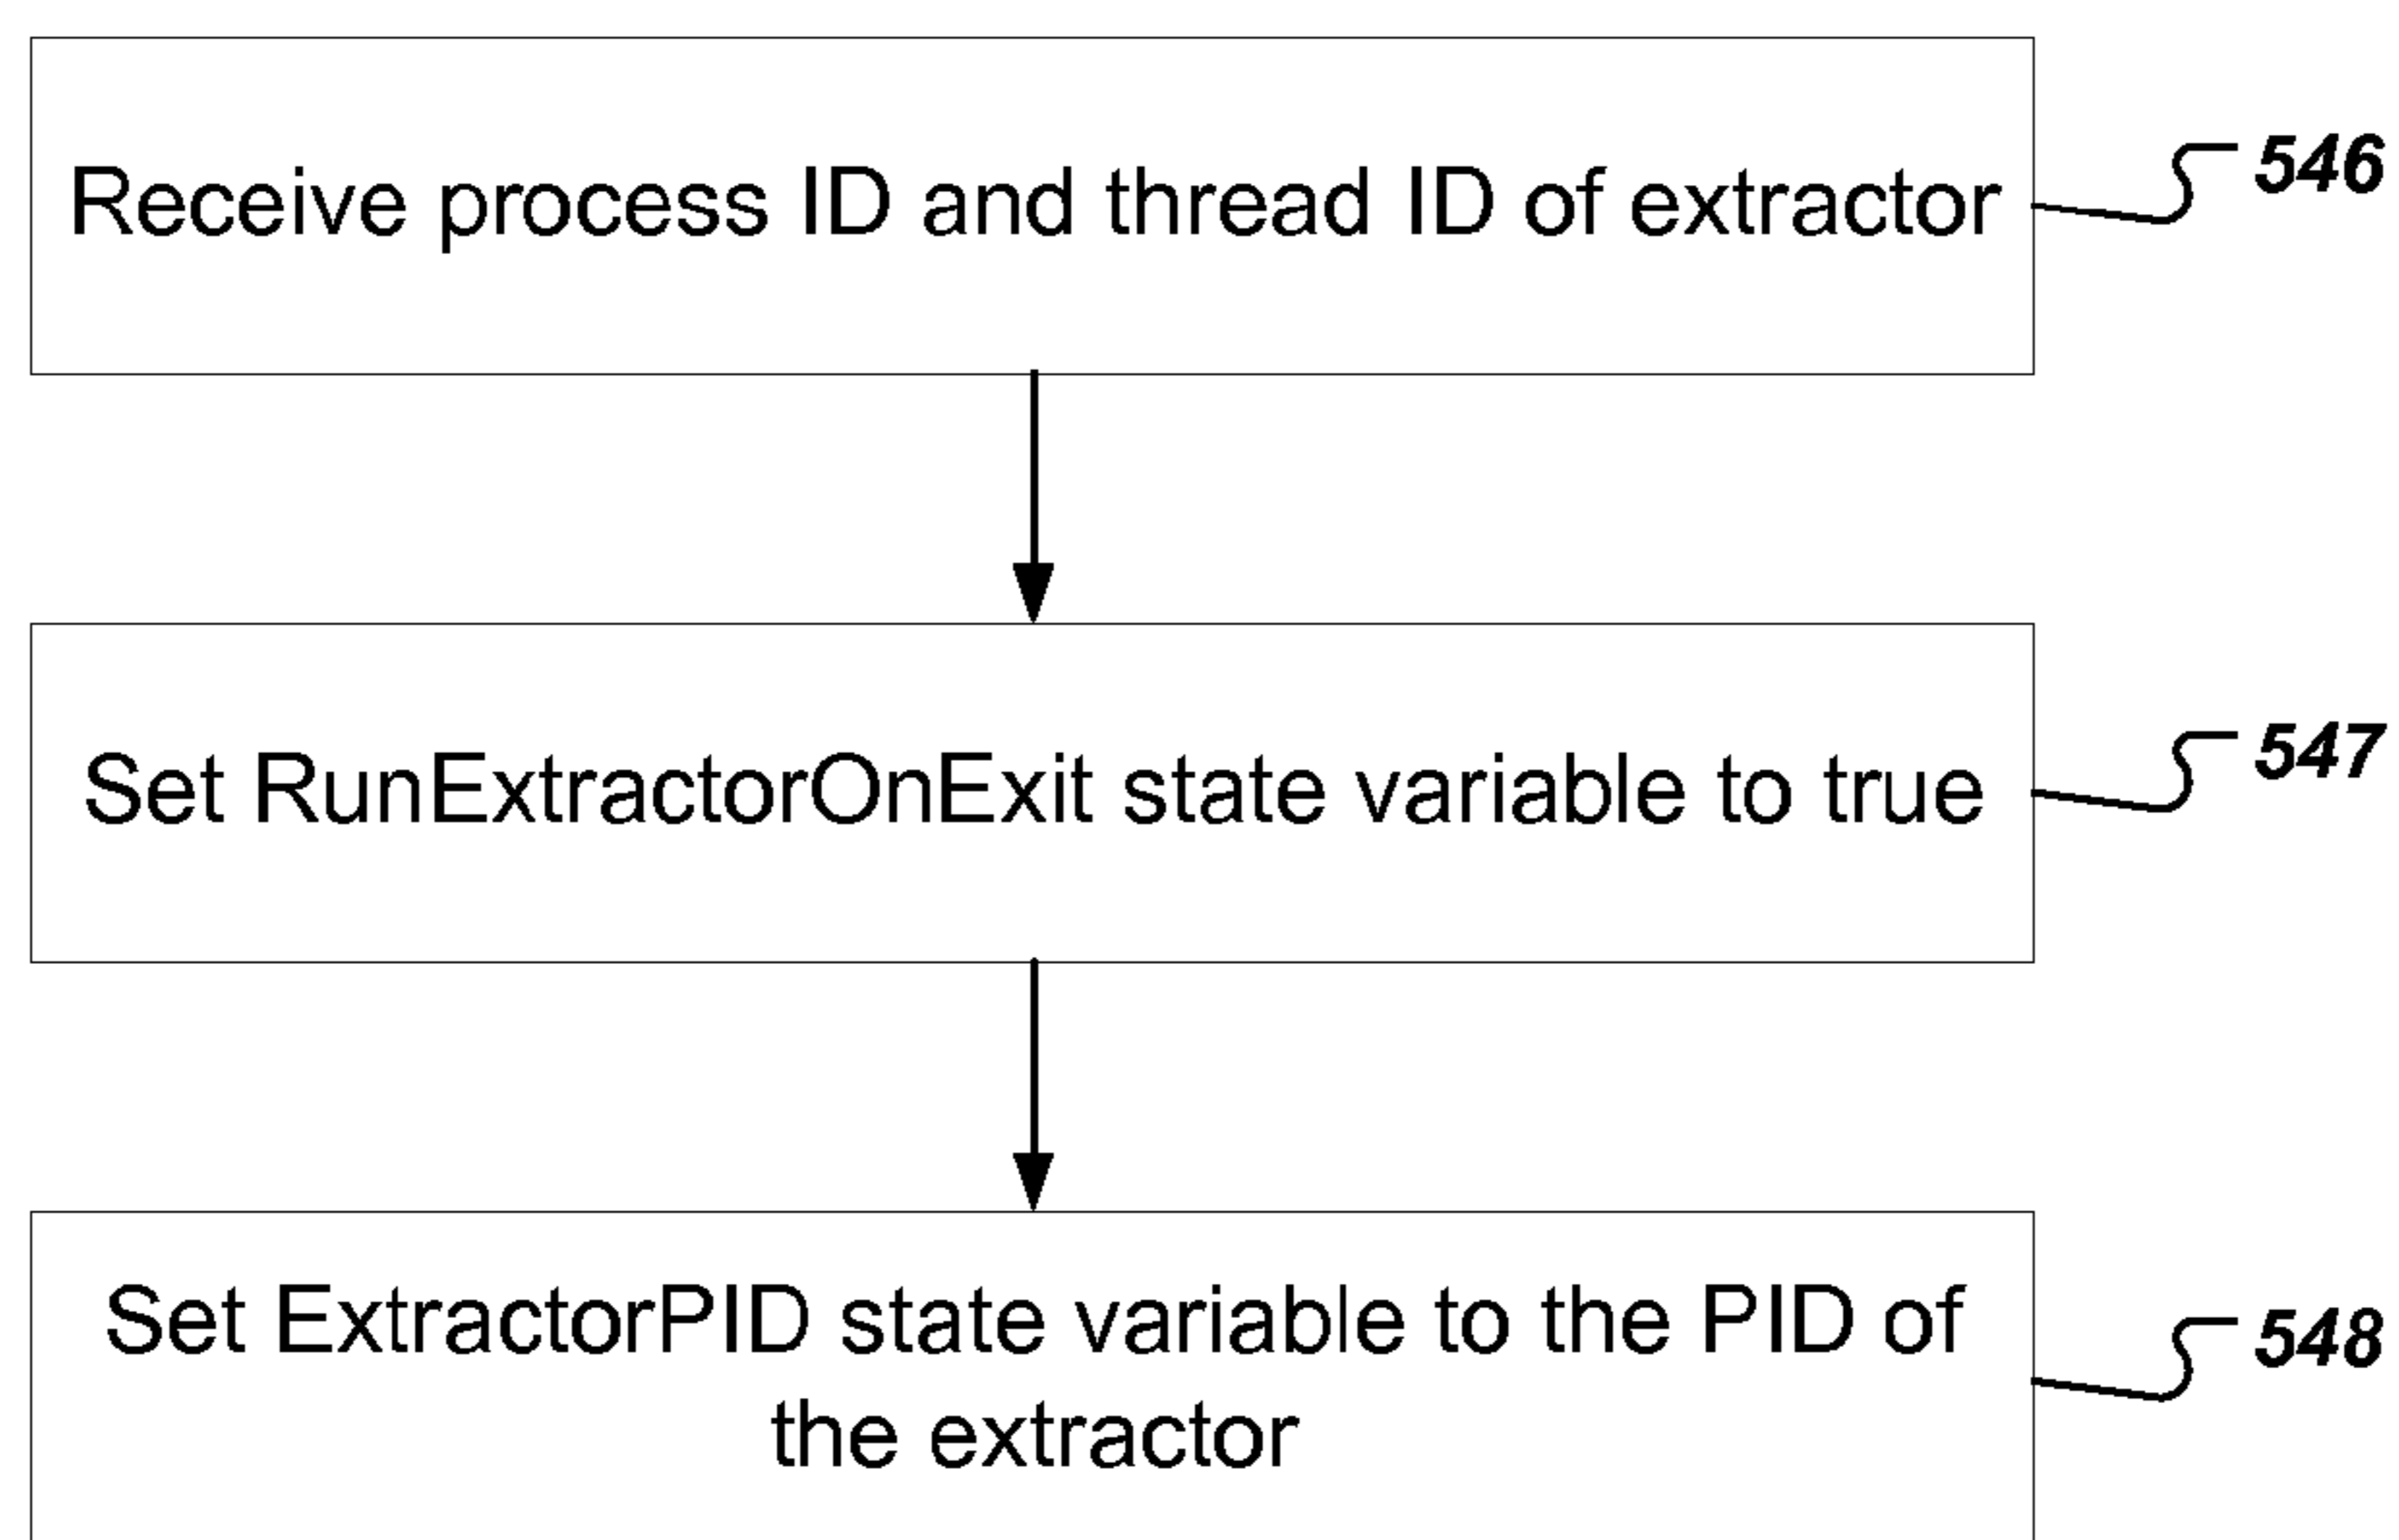 Receive process ID and thread ID of extractor
546
Set RunExtractorOnExit state variable to true
547
Set ExtractorPID state variable to the PID of
the extractor
548